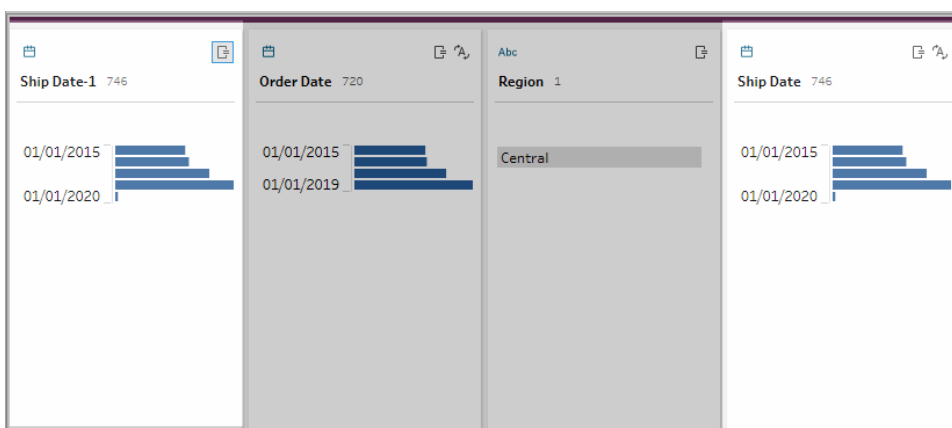 Ship Date-1 746
01/01/2015
01/01/2020
Order Date 720
01/01/2015
01/01/2019
Abc
Region 1
Central
Ship Date 746
01/01/2015
01/01/2020